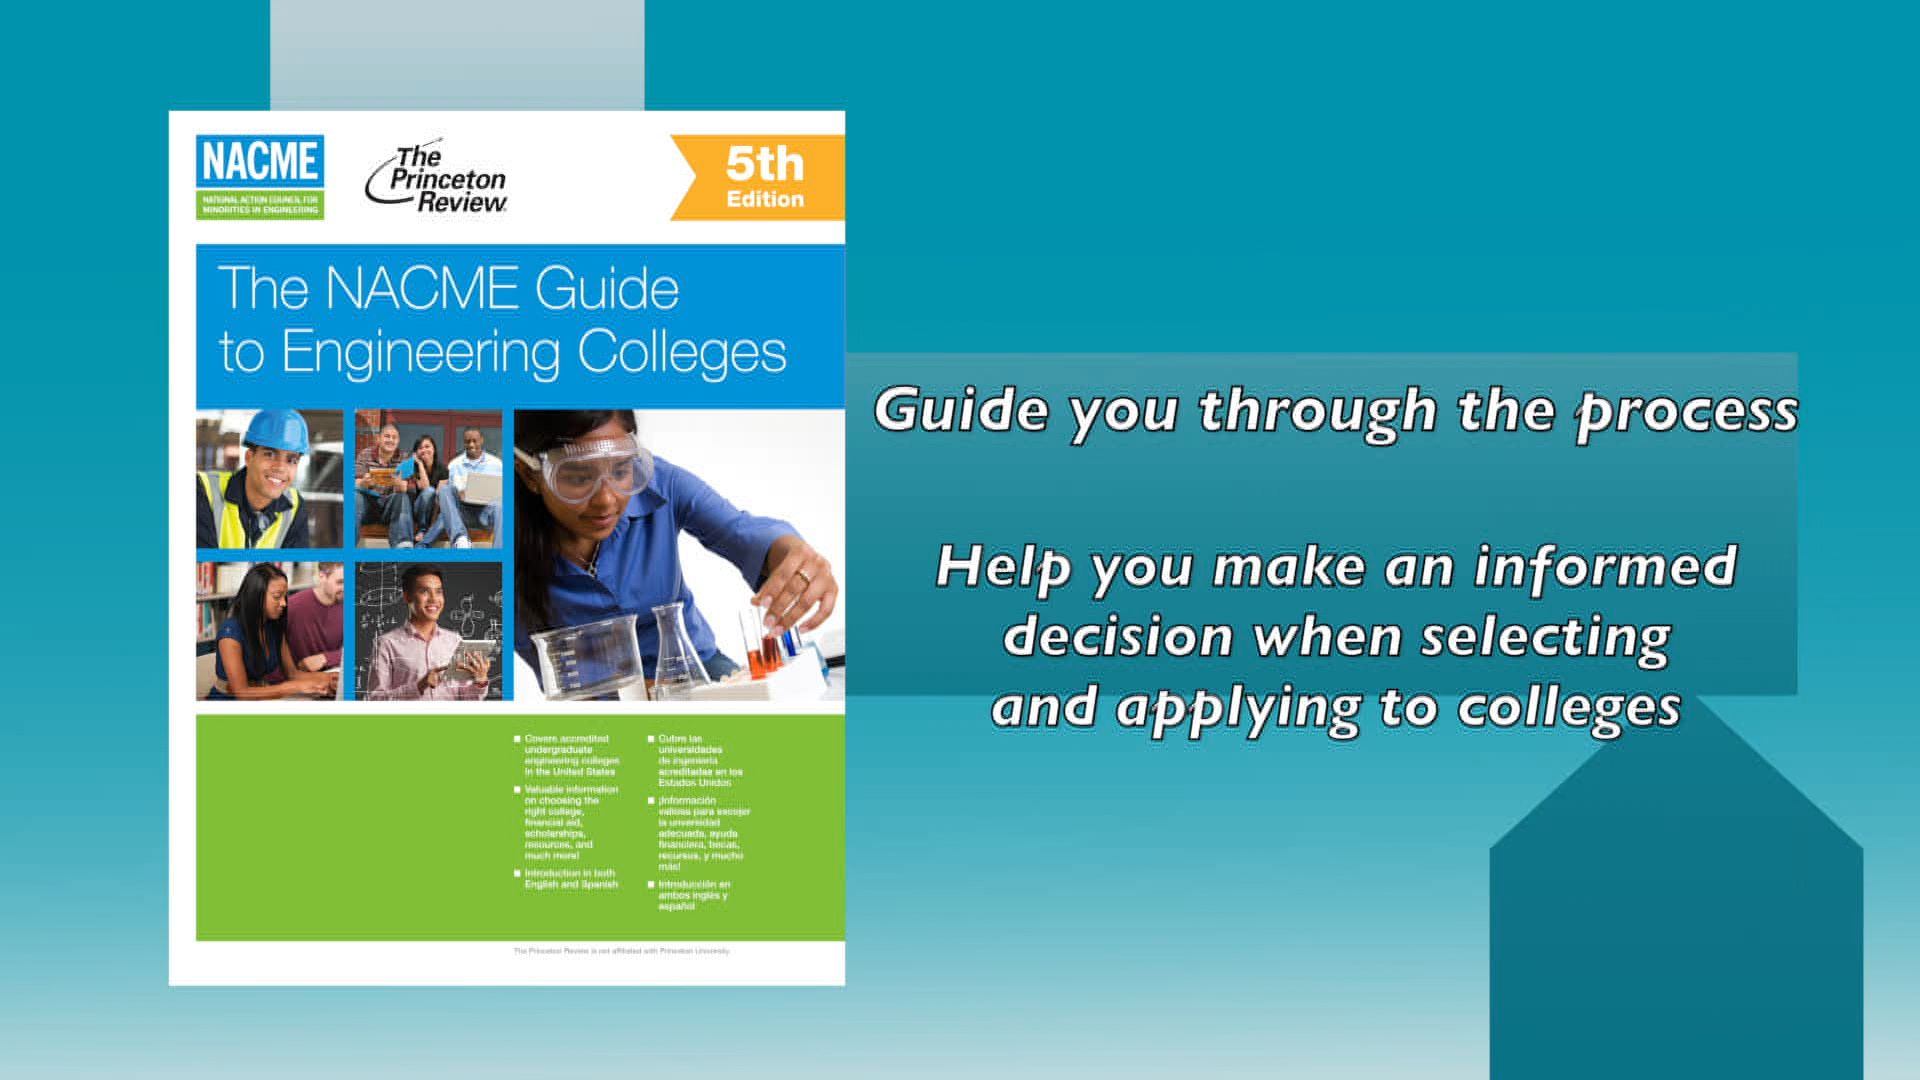 NACME
NATIONAL ACTION COUNCIL FOR
MINORITIES IN ENGINEERING
The
Princeton
Review
5th
Edition
The NACME Guide
to Engineering Colleges
Covers accredited
undergraduate
engineering colleges
in the United States
Valuable information
on choosing the
right college,
financial aid,
scholarships,
resources, and
much more!
Introduction in both
English and Spanish
Cubre las
universidades
de ingeniería
acreditadas en los
Estados Unidos
¡Información
valiosa para escojer
la unversidad
adecuada, ayuda
financiera, becas,
recursos, y mucho
más!
Introducción en
ambos inglés y
español
The Princeton Review is not affiliated with Princeton University.
Guide you through the process
Help you make an informed
decision when selecting
and applying to colleges